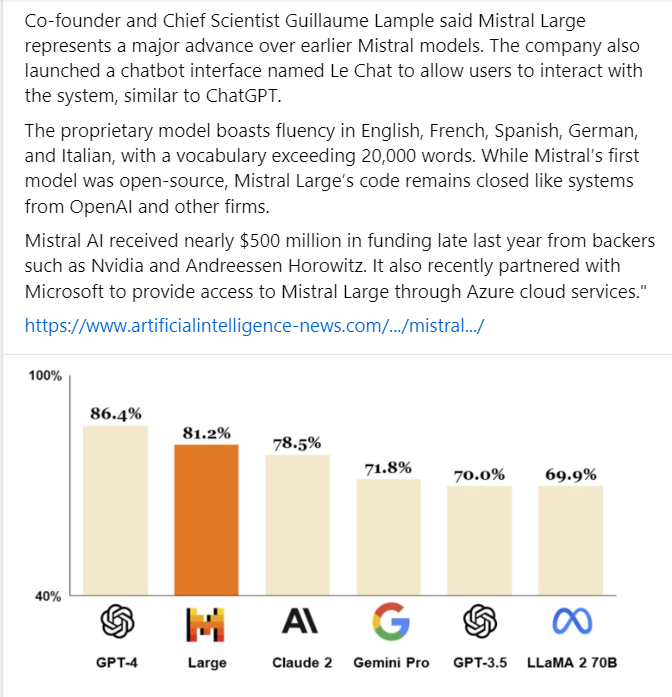 Co-founder and Chief Scientist Guillaume Lample said Mistral Large
represents a major advance over earlier Mistral models. The company also
launched a chatbot interface named Le Chat to allow users to interact with
the system, similar to ChatGPT.
The proprietary model boasts fluency in English, French, Spanish, German,
and Italian, with a vocabulary exceeding 20,000 words. While Mistral's first
model was open-source, Mistral Large's code remains closed like systems
from OpenAI and other firms.
Mistral AI received nearly $500 million in funding late last year from backers
such as Nvidia and Andreessen Horowitz. It also recently partnered with
Microsoft to provide access to Mistral Large through Azure cloud services."
https://www.artificialintelligence-news.com/.../mistral.../
100%
86.4%
81.2%
78.5%
71.8%
70.0%
69.9%
40%
GPT-4
Large
Claude 2
Gemini Pro
GPT-3.5
LLaMA 2 70B